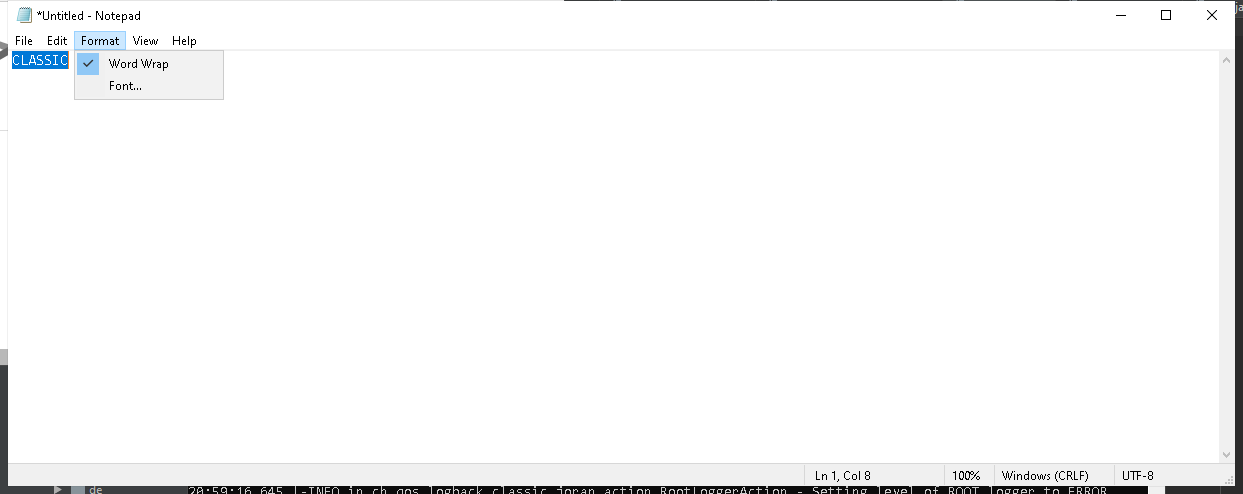 *Untitled - Notepad
File Edit Format View Help
CLASSIC
Word Wrap
Font...
Ln 1, Col 8 100% Windows (CRLF) UTF-8
de 20:59:16,645 |-INFO in ch.qos.logback.classic.joran.action.RootLoggerAction - Setting level of ROOT logger to ERROR